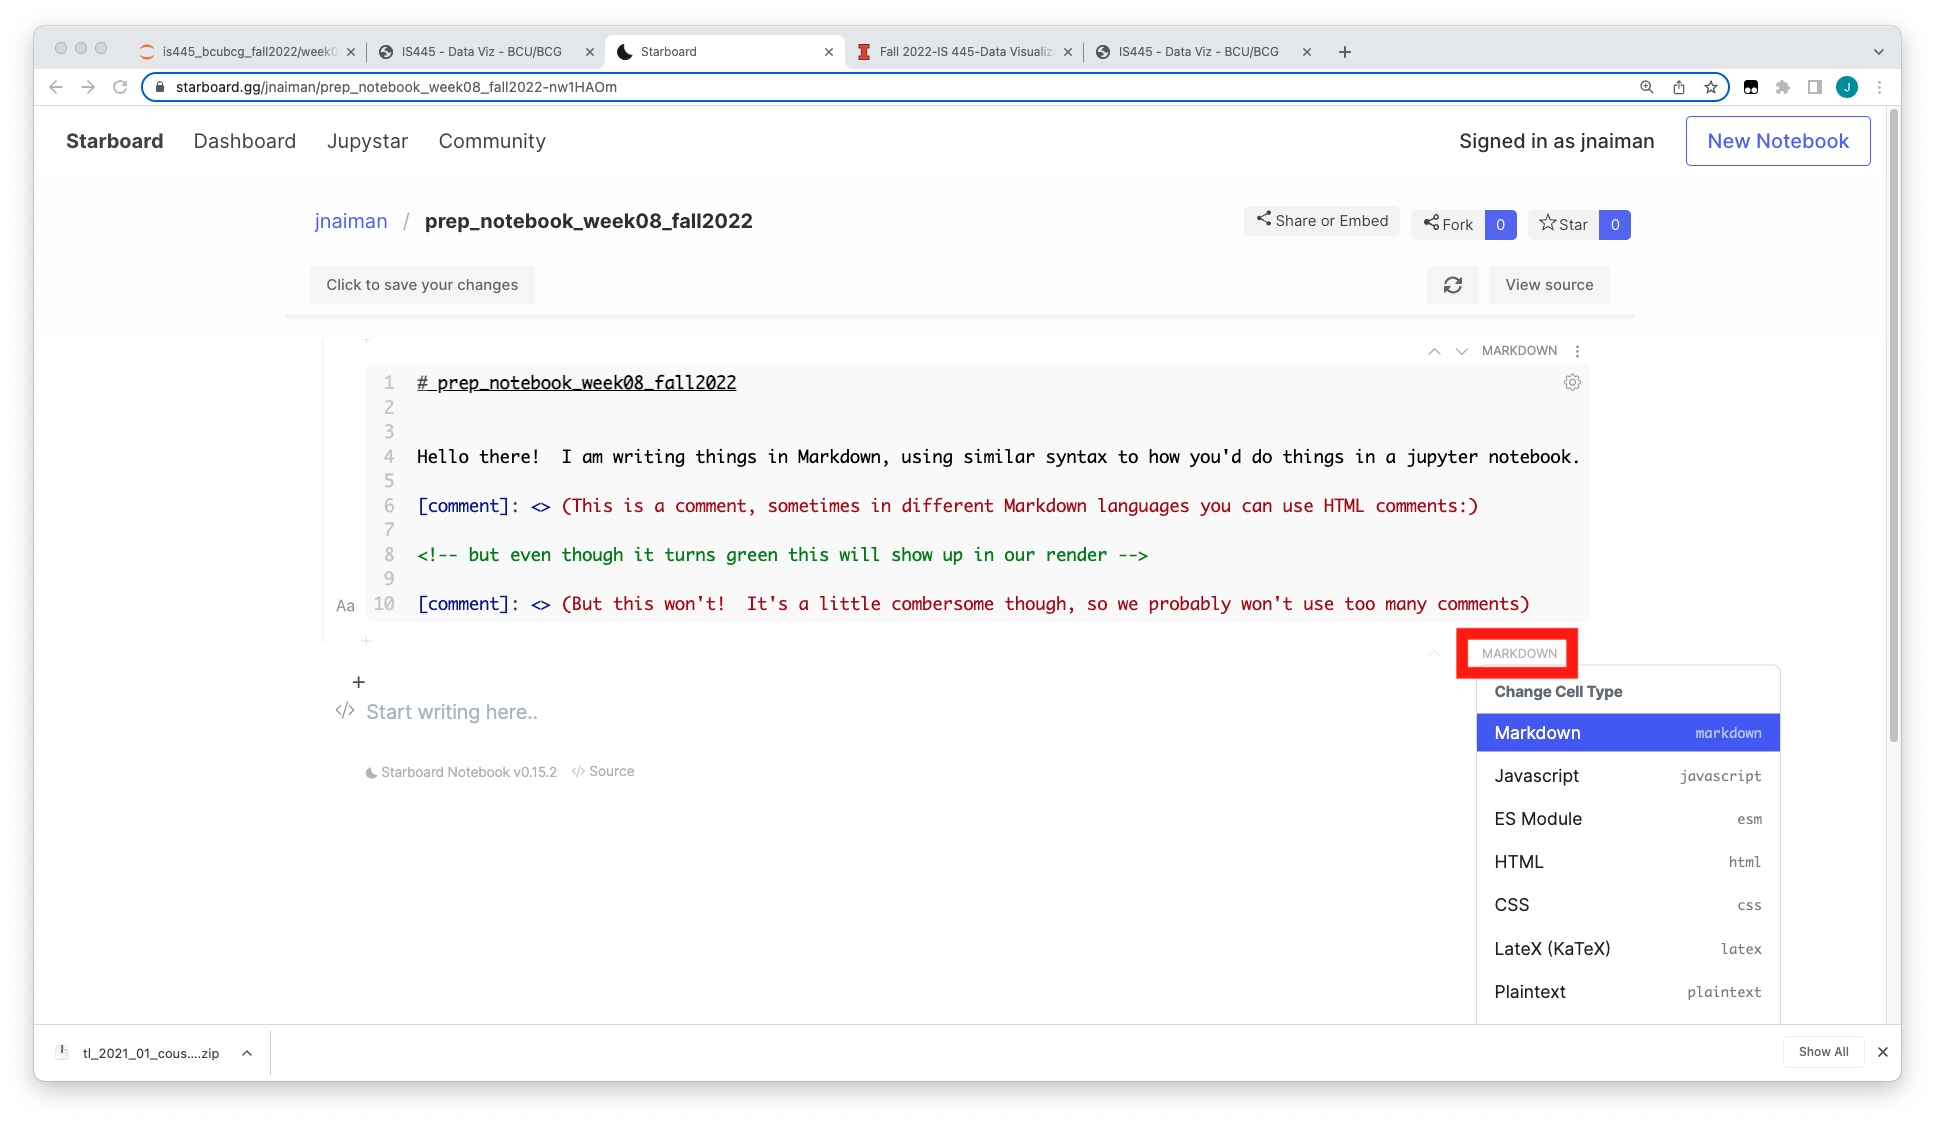 is445_bcubcg_fall2022/week0
IS445 - Data Viz - BCU/BCG
Starboard
Fall 2022-IS 445-Data Visualiz
IS445 - Data Viz - BCU/BCG
starboard.gg/jnaiman/prep_notebook_week08_fall2022-nw1HAOm
J
Starboard Dashboard Jupystar Community Signed in as jnaiman New Notebook
jnaiman / prep_notebook_week08_fall2022 Share or Embed Fork 0 Star 0
Click to save your changes View source
MARKDOWN
1 # prep_notebook_week08_fall2022
2
3
4 Hello there!  I am writing things in Markdown, using similar syntax to how you'd do things in a jupyter notebook.
5
6 [comment]: <> (This is a comment, sometimes in different Markdown languages you can use HTML comments:)
7
8 <!-- but even though it turns green this will show up in our render -->
9
Aa 10 [comment]: <> (But this won't!  It's a little combersome though, so we probably won't use too many comments)
MARKDOWN
+
</> Start writing here..
Starboard Notebook v0.15.2 </> Source
Change Cell Type
Markdown markdown
Javascript javascript
ES Module esm
HTML html
CSS css
LateX (KaTeX) latex
Plaintext plaintext
tl_2021_01_cous....zip
Show All